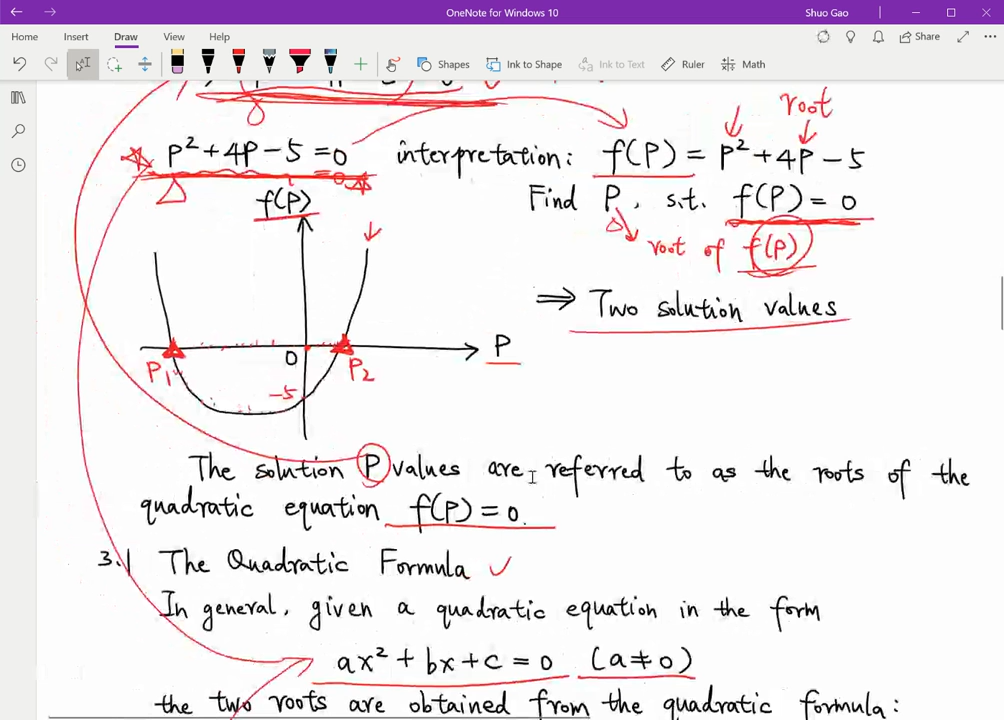 OneNote for Windows 10
Shuo Gao
Home Insert Draw View Help
Share
Shapes Ink to Shape Ink to Text Ruler Math
root
P² + 4P - 5 = 0 interpretation: f(P) = P² + 4P - 5
= 0
f(P)
Find P, s.t. f(P) = 0
root of f(P)
⟹ Two solution values
0 P
P₁ P₂
-5
The solution P values are referred to as the roots of the
quadratic equation f(P) = 0.
3.1 The Quadratic Formula ✓
In general, given a quadratic equation in the form
ax² + bx + c = 0 (a ≠ 0)
the two roots are obtained from the quadratic formula: